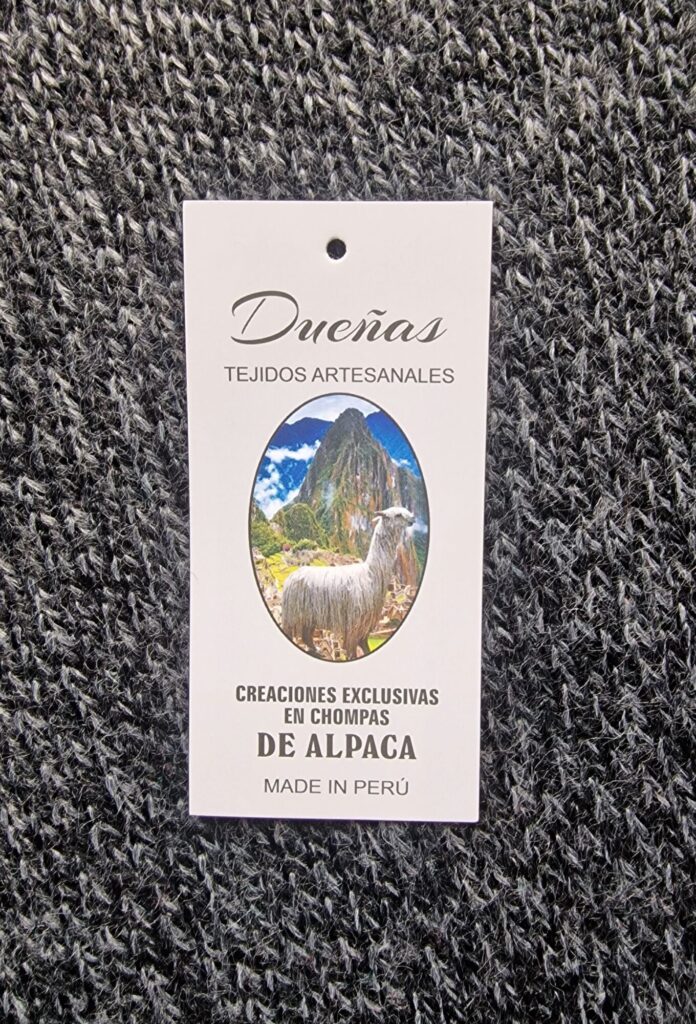 Dueñas
TEJIDOS ARTESANALES
CREACIONES EXCLUSIVAS
EN CHOMPAS
DE ALPACA
MADE IN PERÚ